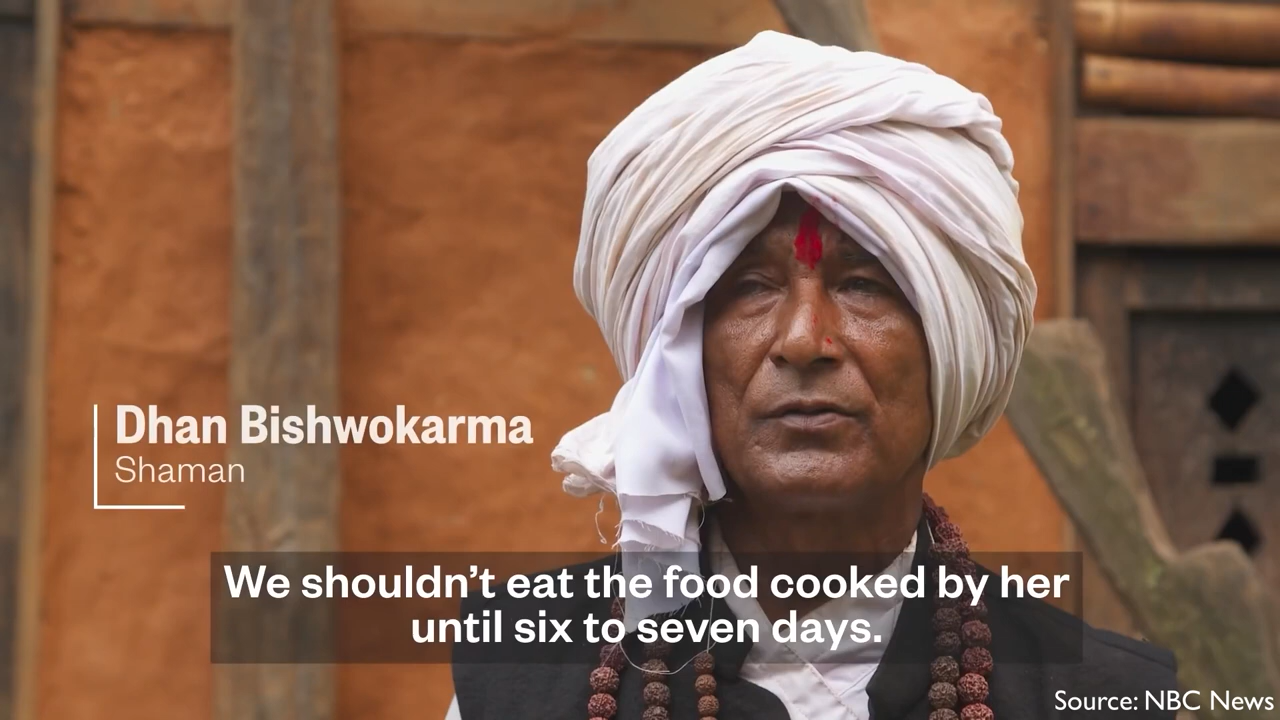 Dhan Bishwokarma
Shaman
We shouldn’t eat the food cooked by her
until six to seven days.
Source: NBC News